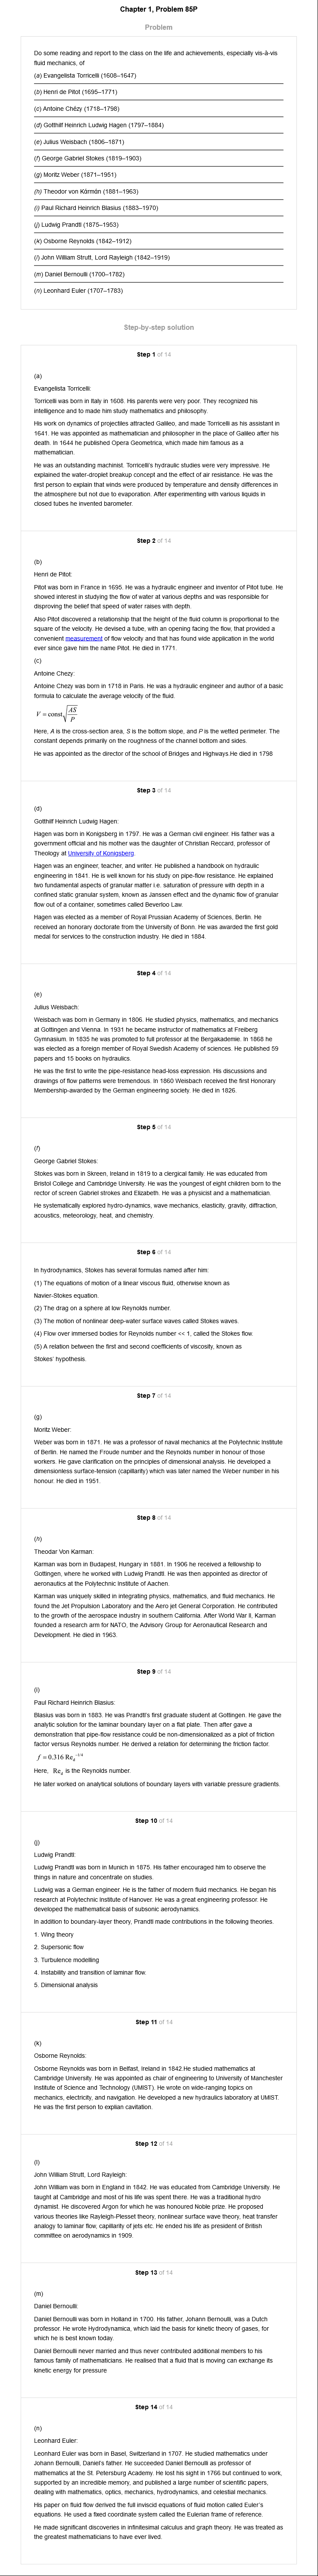 Chapter 1, Problem 85P
Problem
Do some reading and report to the class on the life and achievements, especially vis-à-vis
fluid mechanics, of
(a) Evangelista Torricelli (1608–1647)
(b) Henri de Pitot (1695–1771)
(c) Antoine Chézy (1718–1798)
(d) Gotthilf Heinrich Ludwig Hagen (1797–1884)
(e) Julius Weisbach (1806–1871)
(f) George Gabriel Stokes (1819–1903)
(g) Moritz Weber (1871–1951)
(h) Theodor von Kármán (1881–1963)
(i) Paul Richard Heinrich Blasius (1883–1970)
(j) Ludwig Prandtl (1875–1953)
(k) Osborne Reynolds (1842–1912)
(l) John William Strutt, Lord Rayleigh (1842–1919)
(m) Daniel Bernoulli (1700–1782)
(n) Leonhard Euler (1707–1783)
Step-by-step solution
Step 1 of 14
(a)
Evangelista Torricelli:
Torricelli was born in Italy in 1608. His parents were very poor. They recognized his
intelligence and to made him study mathematics and philosophy.
His work on dynamics of projectiles attracted Galileo, and made Torricelli as his assistant in
1641. He was appointed as mathematician and philosopher in the place of Galileo after his
death. In 1644 he published Opera Geometrica, which made him famous as a
mathematician.
He was an outstanding machinist. Torricelli's hydraulic studies were very impressive. He
explained the water-droplet breakup concept and the effect of air resistance. He was the
first person to explain that winds were produced by temperature and density differences in
the atmosphere but not due to evaporation. After experimenting with various liquids in
closed tubes he invented barometer.
Step 2 of 14
(b)
Henri de Pitot:
Pitot was born in France in 1695. He was a hydraulic engineer and inventor of Pitot tube. He
showed interest in studying the flow of water at various depths and was responsible for
disproving the belief that speed of water raises with depth.
Also Pitot discovered a relationship that the height of the fluid column is proportional to the
square of the velocity. He devised a tube, with an opening facing the flow, that provided a
convenient measurement of flow velocity and that has found wide application in the world
ever since gave him the name Pitot. He died in 1771.
(c)
Antoine Chezy:
Antoine Chezy was born in 1718 in Paris. He was a hydraulic engineer and author of a basic
formula to calculate the average velocity of the fluid.
V = const√(AS/P)
Here, A is the cross-section area, S is the bottom slope, and P is the wetted perimeter. The
constant depends primarily on the roughness of the channel bottom and sides.
He was appointed as the director of the school of Bridges and Highways.He died in 1798
Step 3 of 14
(d)
Gotthilf Heinrich Ludwig Hagen:
Hagen was born in Konigsberg in 1797. He was a German civil engineer. His father was a
government official and his mother was the daughter of Christian Reccard, professor of
Theology at University of Konigsberg.
Hagen was an engineer, teacher, and writer. He published a handbook on hydraulic
engineering in 1841. He is well known for his study on pipe-flow resistance. He explained
two fundamental aspects of granular matter i.e. saturation of pressure with depth in a
confined static granular system, known as Janssen effect and the dynamic flow of granular
flow out of a container, sometimes called Beverloo Law.
Hagen was elected as a member of Royal Prussian Academy of Sciences, Berlin. He
received an honorary doctorate from the University of Bonn. He was awarded the first gold
medal for services to the construction industry. He died in 1884.
Step 4 of 14
(e)
Julius Weisbach:
Weisbach was born in Germany in 1806. He studied physics, mathematics, and mechanics
at Gottingen and Vienna. In 1931 he became instructor of mathematics at Freiberg
Gymnasium. In 1835 he was promoted to full professor at the Bergakademie. In 1868 he
was elected as a foreign member of Royal Swedish Academy of sciences. He published 59
papers and 15 books on hydraulics.
He was the first to write the pipe-resistance head-loss expression. His discussions and
drawings of flow patterns were tremendous. In 1860 Weisbach received the first Honorary
Membership-awarded by the German engineering society. He died in 1826.
Step 5 of 14
(f)
George Gabriel Stokes:
Stokes was born in Skreen, Ireland in 1819 to a clergical family. He was educated from
Bristol College and Cambridge University. He was the youngest of eight children born to the
rector of screen Gabriel strokes and Elizabeth. He was a physicist and a mathematician.
He systematically explored hydro-dynamics, wave mechanics, elasticity, gravity, diffraction,
acoustics, meteorology, heat, and chemistry.
Step 6 of 14
In hydrodynamics, Stokes has several formulas named after him:
(1) The equations of motion of a linear viscous fluid, otherwise known as
Navier-Stokes equation.
(2) The drag on a sphere at low Reynolds number.
(3) The motion of nonlinear deep-water surface waves called Stokes waves.
(4) Flow over immersed bodies for Reynolds number << 1, called the Stokes flow.
(5) A relation between the first and second coefficients of viscosity, known as
Stokes' hypothesis.
Step 7 of 14
(g)
Moritz Weber:
Weber was born in 1871. He was a professor of naval mechanics at the Polytechnic Institute
of Berlin. He named the Froude number and the Reynolds number in honour of those
workers. He gave clarification on the principles of dimensional analysis. He developed a
dimensionless surface-tension (capillarity) which was later named the Weber number in his
honour. He died in 1951.
Step 8 of 14
(h)
Theodar Von Karman:
Karman was born in Budapest, Hungary in 1881. In 1906 he received a fellowship to
Gottingen, where he worked with Ludwig Prandtl. He was then appointed as director of
aeronautics at the Polytechnic Institute of Aachen.
Karman was uniquely skilled in integrating physics, mathematics, and fluid mechanics. He
found the Jet Propulsion Laboratory and the Aero jet General Corporation. He contributed
to the growth of the aerospace industry in southern California. After World War II, Karman
founded a research arm for NATO, the Advisory Group for Aeronautical Research and
Development. He died in 1963.
Step 9 of 14
(i)
Paul Richard Heinrich Blasius:
Blasius was born in 1883. He was Prandtl's first graduate student at Gottingen. He gave the
analytic solution for the laminar boundary layer on a flat plate. Then after gave a
demonstration that pipe-flow resistance could be non-dimensionalized as a plot of friction
factor versus Reynolds number. He derived a relation for determining the friction factor.
f = 0.316 Re_d^-1/4
Here, Re_d is the Reynolds number.
He later worked on analytical solutions of boundary layers with variable pressure gradients.
Step 10 of 14
(j)
Ludwig Prandtl:
Ludwig Prandtl was born in Munich in 1875. His father encouraged him to observe the
things in nature and concentrate on studies.
Ludwig was a German engineer. He is the father of modern fluid mechanics. He began his
research at Polytechnic Institute of Hanover. He was a great engineering professor. He
developed the mathematical basis of subsonic aerodynamics.
In addition to boundary-layer theory, Prandtl made contributions in the following theories.
1. Wing theory
2. Supersonic flow
3. Turbulence modelling
4. Instability and transition of laminar flow.
5. Dimensional analysis
Step 11 of 14
(k)
Osborne Reynolds:
Osborne Reynolds was born in Belfast, Ireland in 1842.He studied mathematics at
Cambridge University. He was appointed as chair of engineering to University of Manchester
Institute of Science and Technology (UMIST). He wrote on wide-ranging topics on
mechanics, electricity, and navigation. He developed a new hydraulics laboratory at UMIST.
He was the first person to explian cavitation.
Step 12 of 14
(l)
John William Strutt, Lord Rayleigh:
John William was born in England in 1842. He was educated from Cambridge University. He
taught at Cambridge and most of his life was spent there. He was a traditional hydro
dynamist. He discovered Argon for which he was honoured Noble prize. He proposed
various theories like Rayleigh-Plesset theory, nonlinear surface wave theory, heat transfer
analogy to laminar flow, capillarity of jets etc. He ended his life as president of British
committee on aerodynamics in 1909.
Step 13 of 14
(m)
Daniel Bernoulli:
Daniel Bernoulli was born in Holland in 1700. His father, Johann Bernoulli, was a Dutch
professor. He wrote Hydrodynamica, which laid the basis for kinetic theory of gases, for
which he is best known today.
Daniel Bernoulli never married and thus never contributed additional members to his
famous family of mathematicians. He realised that a fluid that is moving can exchange its
kinetic energy for pressure
Step 14 of 14
(n)
Leonhard Euler:
Leonhard Euler was born in Basel, Switzerland in 1707. He studied mathematics under
Johann Bernoulli, Daniel's father. He succeeded Daniel Bernoulli as professor of
mathematics at the St. Petersburg Academy. He lost his sight in 1766 but continued to work,
supported by an incredible memory, and published a large number of scientific papers,
dealing with mathematics, optics, mechanics, hydrodynamics, and celestial mechanics.
His paper on fluid flow derived the full inviscid equations of fluid motion called Euler's
equations. He used a fixed coordinate system called the Eulerian frame of reference.
He made significant discoveries in infinitesimal calculus and graph theory. He was treated as
the greatest mathematicians to have ever lived.